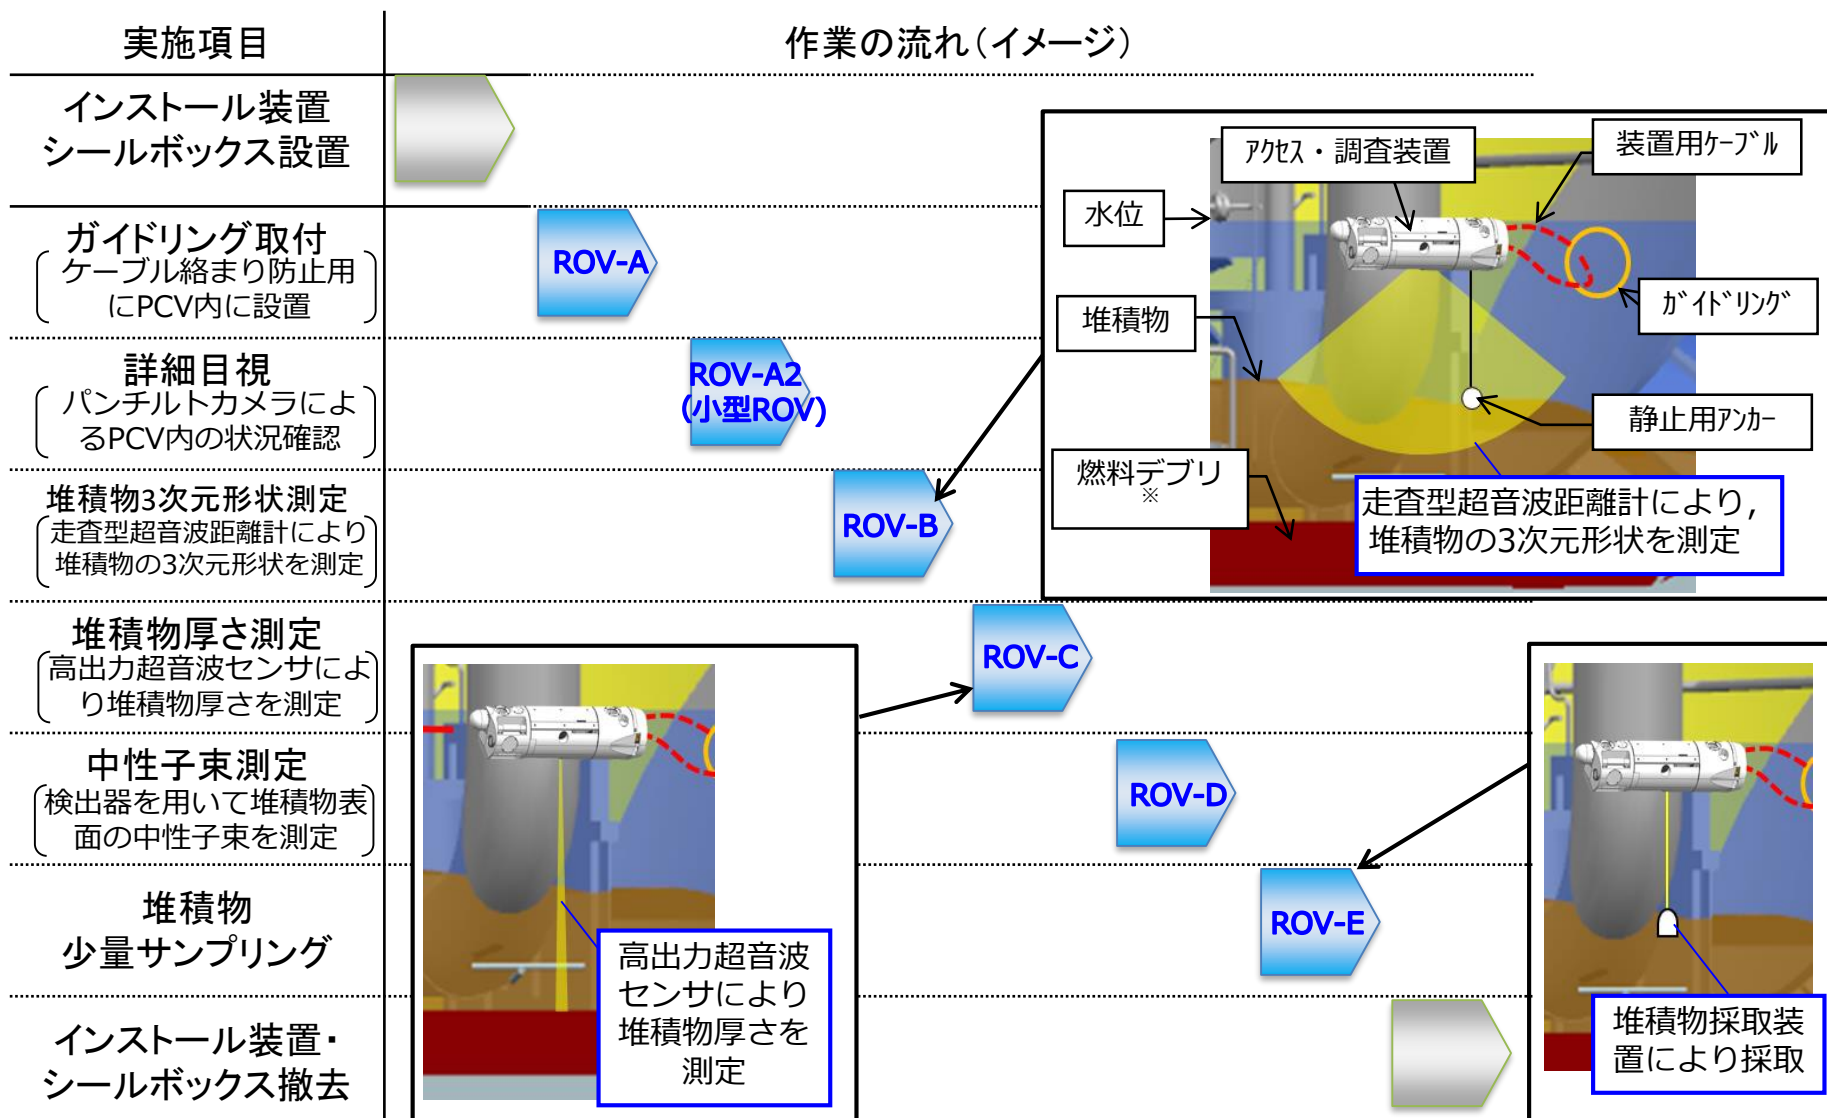 実施項目
作業の流れ(イメージ)
インストール装置
シールボックス設置
ガイドリング取付
ケーブル絡まり防止用
にPCV内に設置
ROV-A
詳細目視
パンチルトカメラによ
るPCV内の状況確認
ROV-A2
(小型ROV)
堆積物3次元形状測定
走査型超音波距離計により
堆積物の3次元形状を測定
ROV-B
アクセス・調査装置
装置用ケーブル
水位
ガイドリング
堆積物
静止用アンカー
燃料デブリ
※
走査型超音波距離計により,
堆積物の3次元形状を測定
堆積物厚さ測定
高出力超音波センサによ
り堆積物厚さを測定
ROV-C
中性子束測定
検出器を用いて堆積物表
面の中性子束を測定
ROV-D
堆積物
少量サンプリング
ROV-E
高出力超音波
センサにより
堆積物厚さを
測定
堆積物採取装
置により採取
インストール装置・
シールボックス撤去